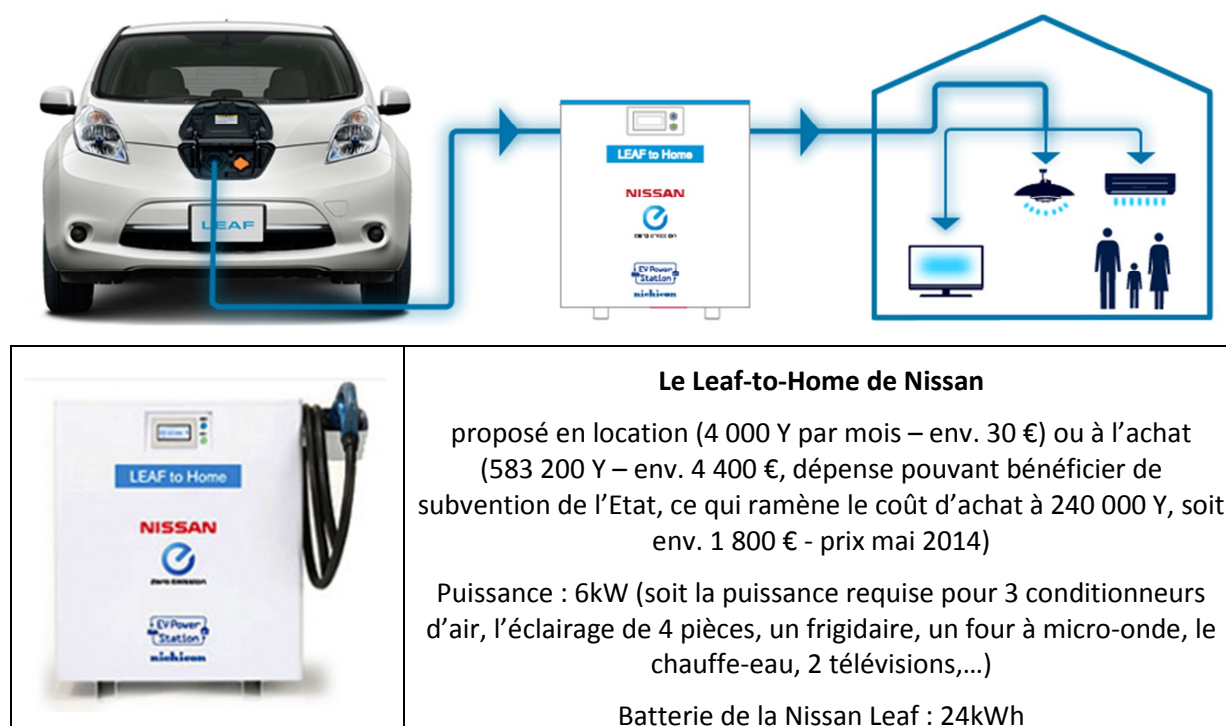 LEAF
LEAF to Home
NISSAN
zero emission
EV Power
Station
nichicon
LEAF to Home
NISSAN
Zero Emission
EV Power
Station
nichicon
Le Leaf-to-Home de Nissan
proposé en location (4 000 Y par mois – env. 30 €) ou à l’achat
(583 200 Y – env. 4 400 €, dépense pouvant bénéficier de
subvention de l’Etat, ce qui ramène le coût d’achat à 240 000 Y, soit
env. 1 800 € - prix mai 2014)
Puissance : 6kW (soit la puissance requise pour 3 conditionneurs
d’air, l’éclairage de 4 pièces, un frigidaire, un four à micro-onde, le
chauffe-eau, 2 télévisions,…)
Batterie de la Nissan Leaf : 24kWh